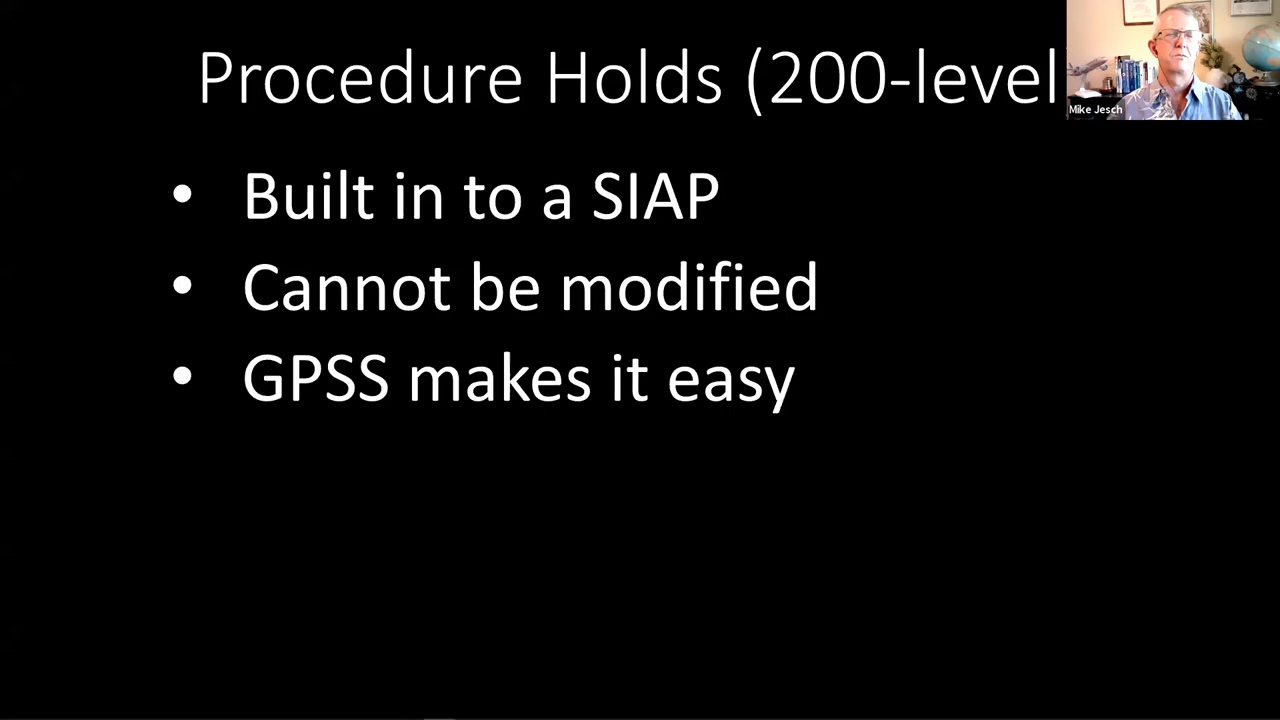 Procedure Holds (200-level
Mike Jesch
• Built in to a SIAP
• Cannot be modified
• GPSS makes it easy